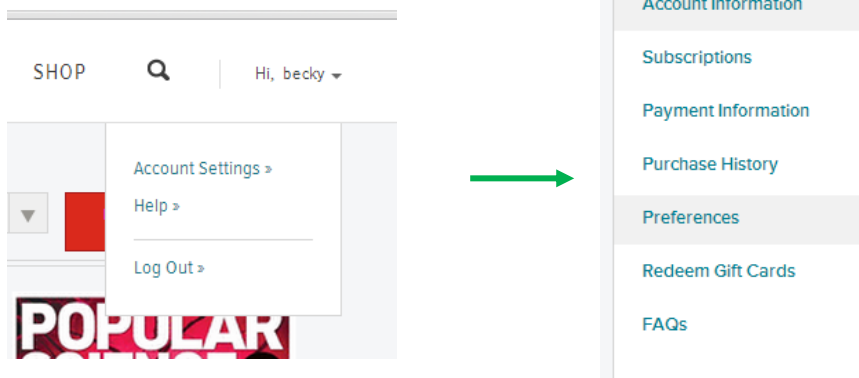 SHOP
Hi, becky
Account Settings »
Help »
Log Out »
POPULAR
SCIENCE
Account Information
Subscriptions
Payment Information
Purchase History
Preferences
Redeem Gift Cards
FAQs